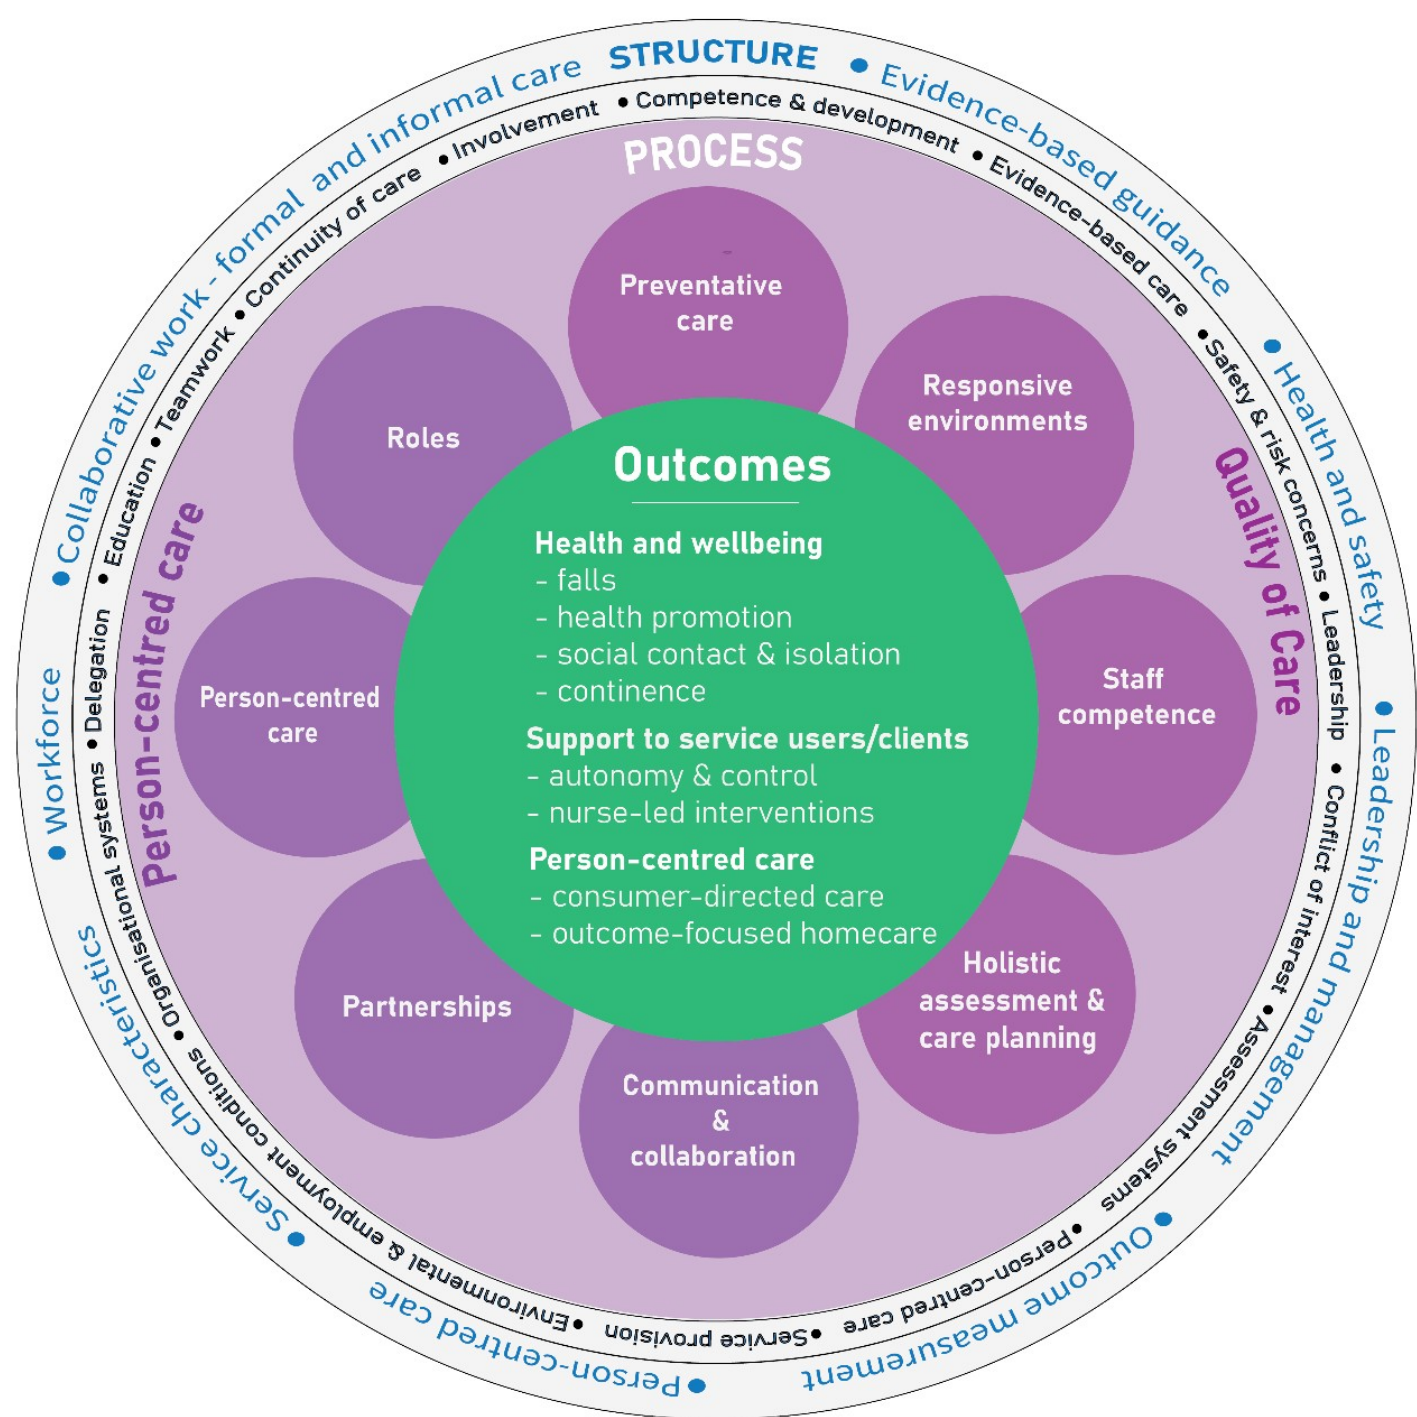 STRUCTURE
• Evidence-based guidance
• Health and safety
• Leadership and management
• Outcome measurement
• Person-centred care
• Service characteristics
• Workforce
• Collaborative work - formal and informal care
• Competence & development
• Evidence-based care
• Safety & risk concerns
• Leadership
• Conflict of interest
• Assessment systems
• Person-centred care
• Service provision
• Environmental & employment conditions
• Organisational systems
• Delegation
• Education
• Teamwork
• Continuity of care
• Involvement
PROCESS
Quality of Care
Person-centred care
Preventative
care
Responsive
environments
Staff
competence
Holistic
assessment &
care planning
Communication
&
collaboration
Partnerships
Person-centred
care
Roles
Outcomes
Health and wellbeing
- falls
- health promotion
- social contact & isolation
- continence
Support to service users/clients
- autonomy & control
- nurse-led interventions
Person-centred care
- consumer-directed care
- outcome-focused homecare